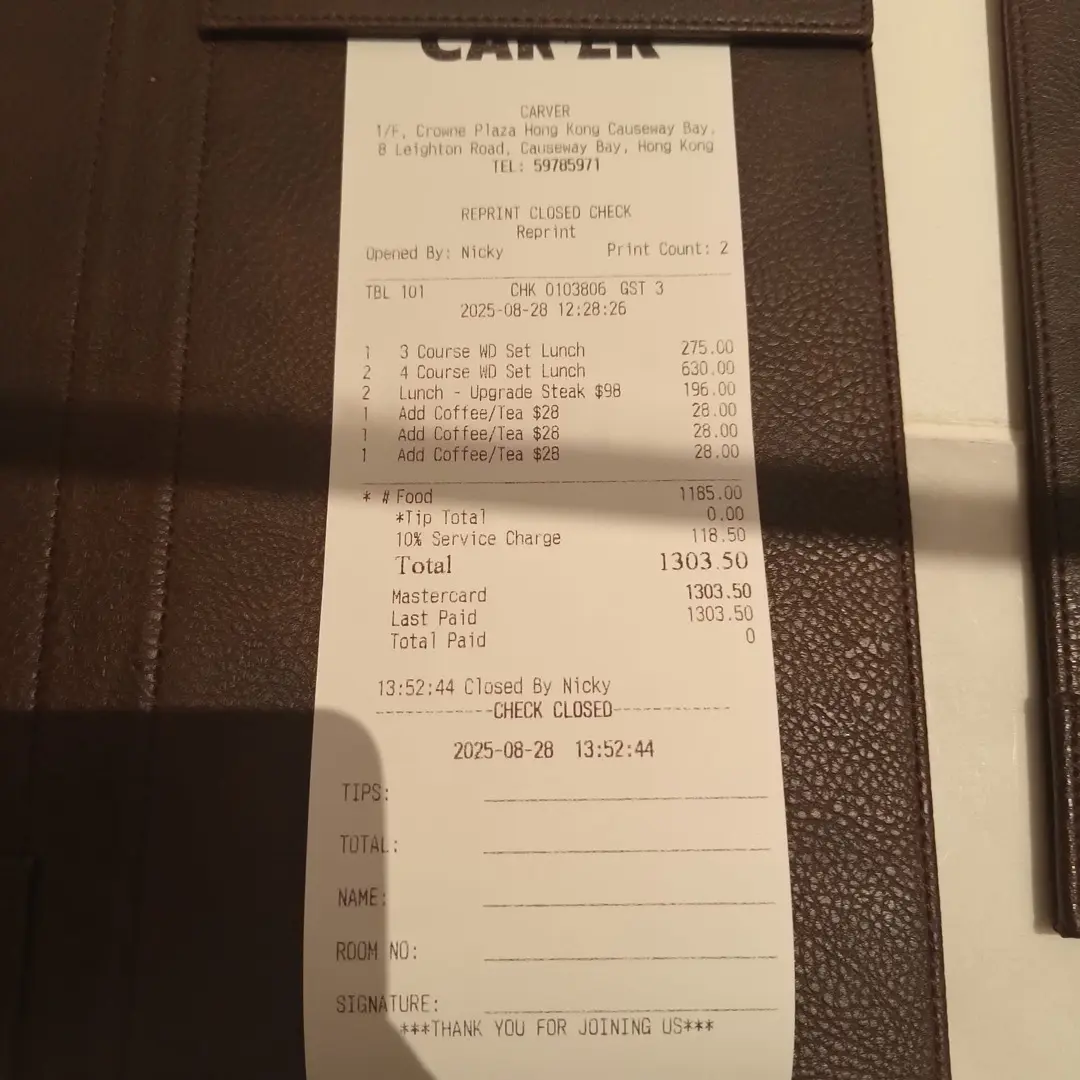 CARVER
CARVER
1/F, Crowne Plaza Hong Kong Causeway Bay,
8 Leighton Road, Causeway Bay, Hong Kong
TEL: 59785971
REPRINT CLOSED CHECK
Reprint
Opened By: Nicky Print Count: 2
TBL 101 CHK 0103806 GST 3
2025-08-28 12:28:26
1 3 Course WD Set Lunch 275.00
2 4 Course WD Set Lunch 630.00
2 Lunch - Upgrade Steak $98 196.00
1 Add Coffee/Tea $28 28.00
1 Add Coffee/Tea $28 28.00
1 Add Coffee/Tea $28 28.00
* # Food 1185.00
*Tip Total 0.00
10% Service Charge 118.50
Total 1303.50
Mastercard 1303.50
Last Paid 1303.50
Total Paid 0
13:52:44 Closed By Nicky
------------CHECK CLOSED------------
2025-08-28 13:52:44
TIPS:
TOTAL:
NAME:
ROOM NO:
SIGNATURE:
***THANK YOU FOR JOINING US***